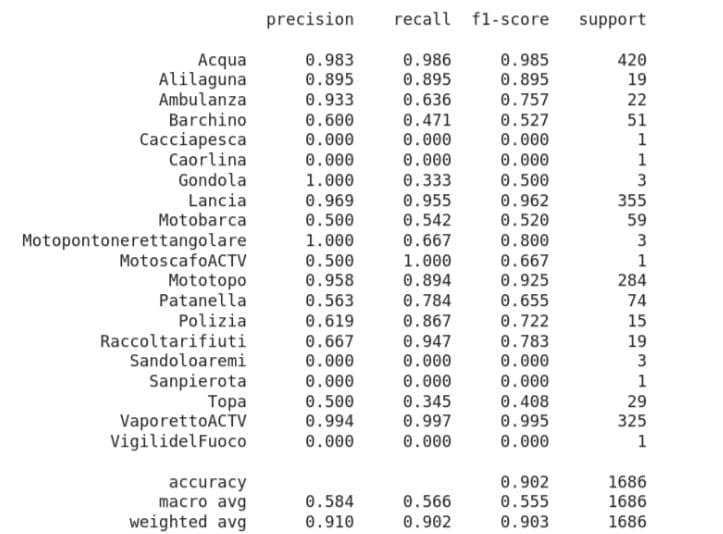 precision recall f1-score support
Acqua 0.983 0.986 0.985 420
Alilaguna 0.895 0.895 0.895 19
Ambulanza 0.933 0.636 0.757 22
Barchino 0.600 0.471 0.527 51
Cacciapesca 0.000 0.000 0.000 1
Caorlina 0.000 0.000 0.000 1
Gondola 1.000 0.333 0.500 3
Lancia 0.969 0.955 0.962 355
Motobarca 0.500 0.542 0.520 59
Motopontonerettangolare 1.000 0.667 0.800 3
MotoscafoACTV 0.500 1.000 0.667 1
Mototopo 0.958 0.894 0.925 284
Patanella 0.563 0.784 0.655 74
Polizia 0.619 0.867 0.722 15
Raccoltarifiuti 0.667 0.947 0.783 19
Sandoloaremi 0.000 0.000 0.000 3
Sanpierota 0.000 0.000 0.000 1
Topa 0.500 0.345 0.408 29
VaporettoACTV 0.994 0.997 0.995 325
VigilidelFuoco 0.000 0.000 0.000 1
accuracy 0.902 1686
macro avg 0.584 0.566 0.555 1686
weighted avg 0.910 0.902 0.903 1686